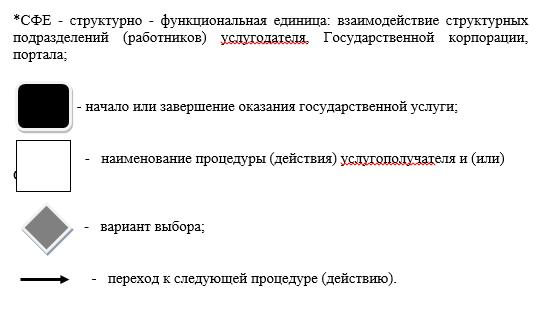 *СФЕ - структурно - функциональная единица: взаимодействие структурных
подразделений (работников) услугодателя, Государственной корпорации,
портала;
- начало или завершение оказания государственной услуги;
- наименование процедуры (действия) услугополучателя и (или)
- вариант выбора;
- переход к следующей процедуре (действию).